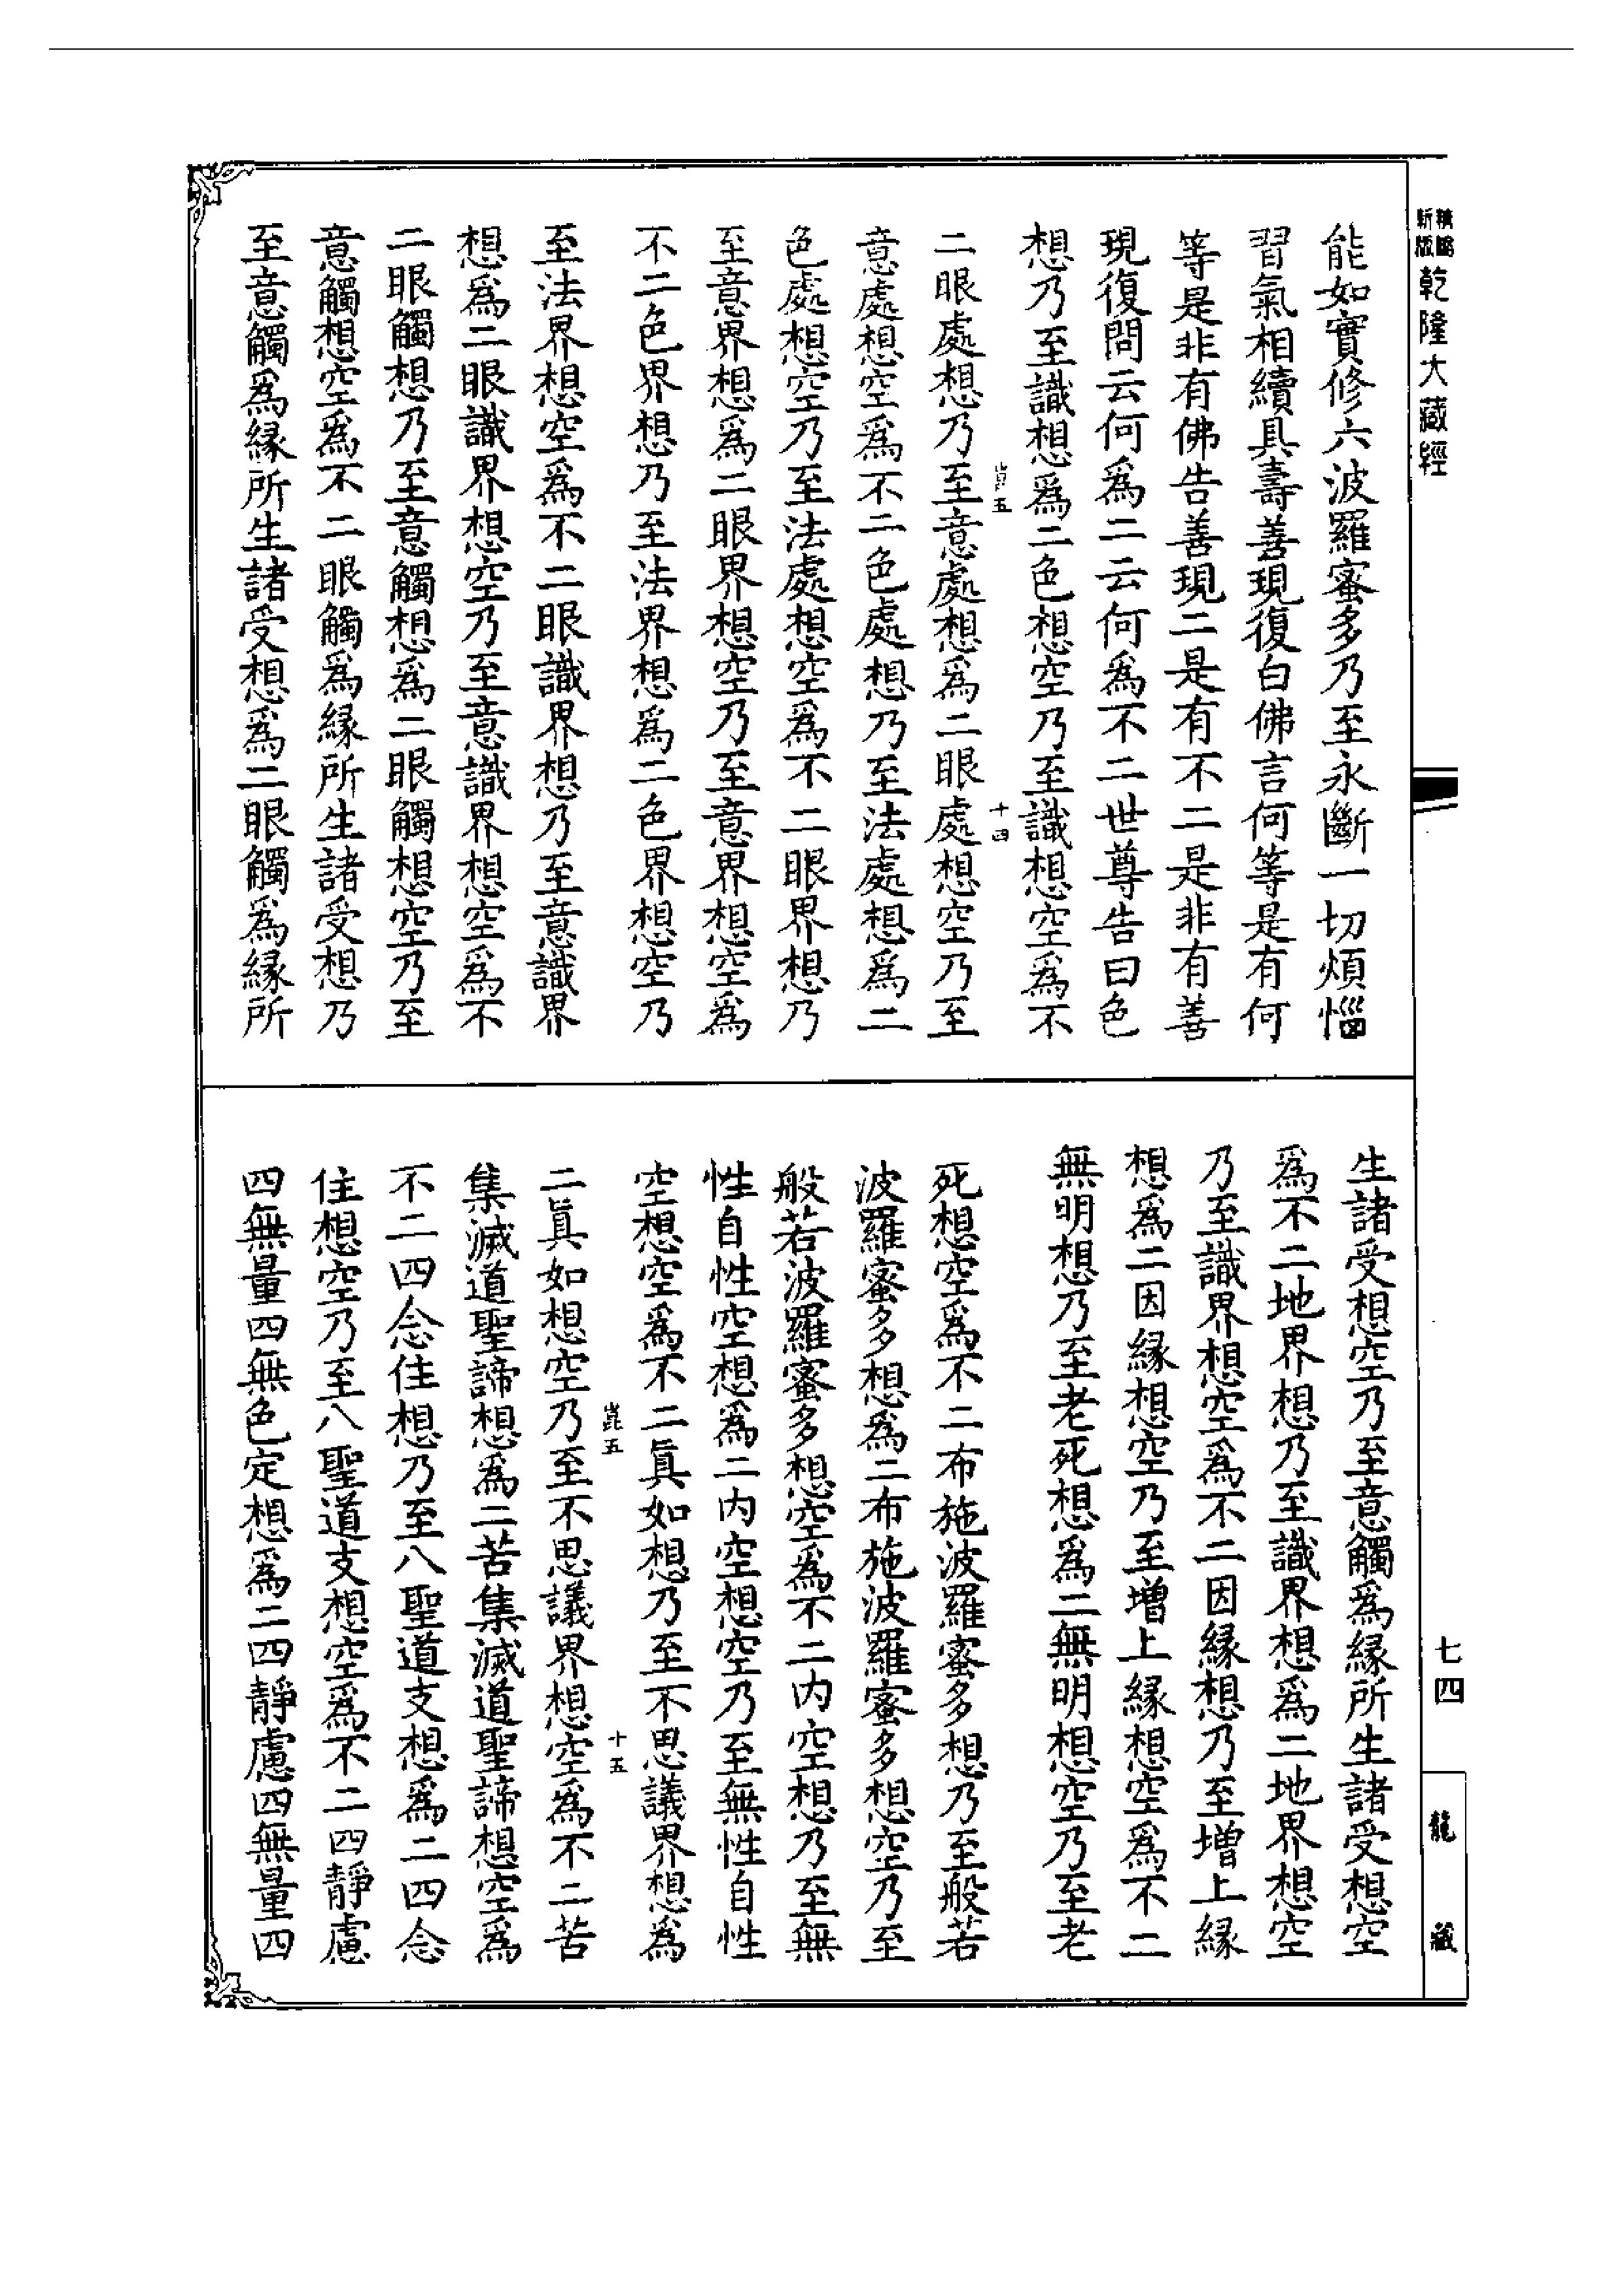 乾隆大藏經
能如實修六波羅蜜多乃至永斷一切煩惱
習氣相續具壽善現復白佛言何等是有何
等是非有佛告善現二是有不二是非有善
現復問云何爲二云何爲不二世尊告曰色
想乃至識想爲二色想空乃至識想空爲不
崑五
十四
二眼處想乃至意處想爲二眼處想空乃至
意處想空爲不二色處想乃至法處想爲二
色處想空乃至法處想空爲不二眼界想乃
至意界想爲二眼界想空乃至意界想空爲
不二色界想乃至法界想爲二色界想空乃
至法界想空爲不二眼識界想乃至意識界
想爲二眼識界想空乃至意識界想空爲不
二眼觸想乃至意觸想爲二眼觸想空乃至
意觸想空爲不二眼觸爲緣所生諸受想乃
至意觸爲緣所生諸受想爲二眼觸爲緣所
七四
龍藏
生諸受想空乃至意觸爲緣所生諸受想空
爲不二地界想乃至識界想爲二地界想空
乃至識界想空爲不二因緣想乃至增上緣
想爲二因緣想空乃至增上緣想空爲不二
無明想乃至老死想爲二無明想空乃至老
死想空爲不二布施波羅蜜多想乃至般若
波羅蜜多想爲二布施波羅蜜多想空乃至
般若波羅蜜多想空爲不二內空想乃至無
性自性空想爲二內空想空乃至無性自性
空想空爲不二眞如想乃至不思議界想爲
崑五
十五
二眞如想空乃至不思議界想空爲不二苦
集滅道聖諦想爲二苦集滅道聖諦想空爲
不二四念住想乃至八聖道支想爲二四念
住想空乃至八聖道支想空爲不二四靜慮
四無量四無色定想爲二四靜慮四無量四